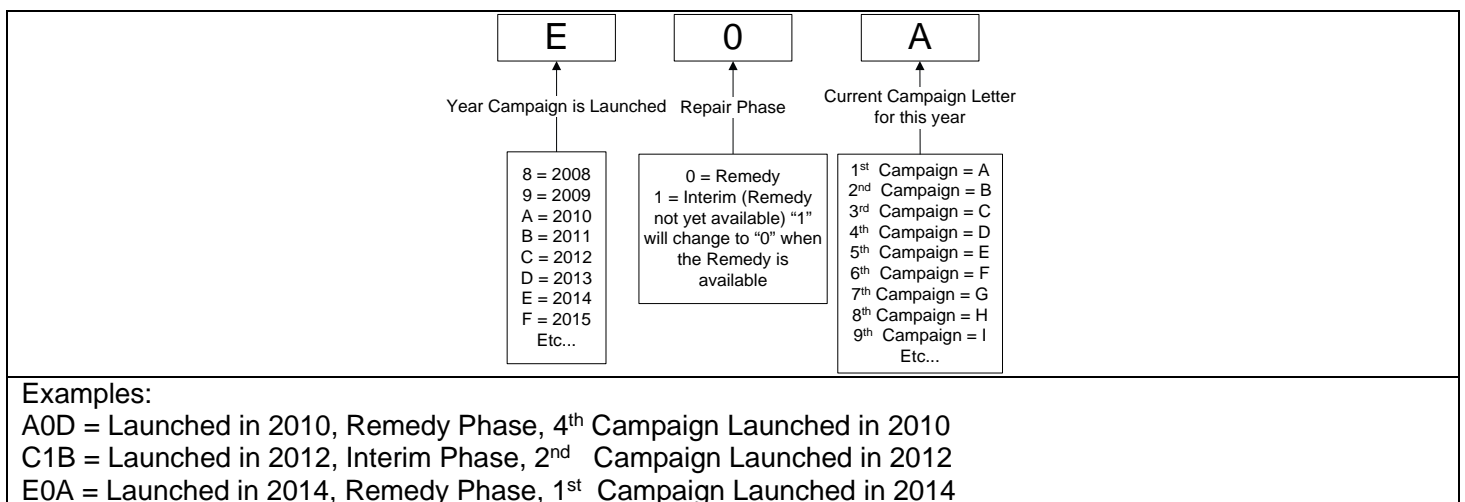 E 0 A
Year Campaign is Launched
Repair Phase
Current Campaign Letter
for this year
8 = 2008
9 = 2009
A = 2010
B = 2011
C = 2012
D = 2013
E = 2014
F = 2015
Etc...
0 = Remedy
1 = Interim (Remedy
not yet available) “1”
will change to “0” when
the Remedy is
available
1st Campaign = A
2nd Campaign = B
3rd Campaign = C
4th Campaign = D
5th Campaign = E
6th Campaign = F
7th Campaign = G
8th Campaign = H
9th Campaign = I
Etc...
Examples:
A0D = Launched in 2010, Remedy Phase, 4th Campaign Launched in 2010
C1B = Launched in 2012, Interim Phase, 2nd Campaign Launched in 2012
E0A = Launched in 2014, Remedy Phase, 1st Campaign Launched in 2014